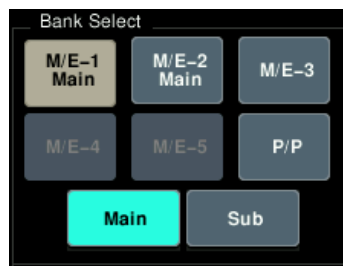 Bank Select
M/E-1
Main
M/E-2
Main
M/E-3
M/E-4
M/E-5
P/P
Main
Sub